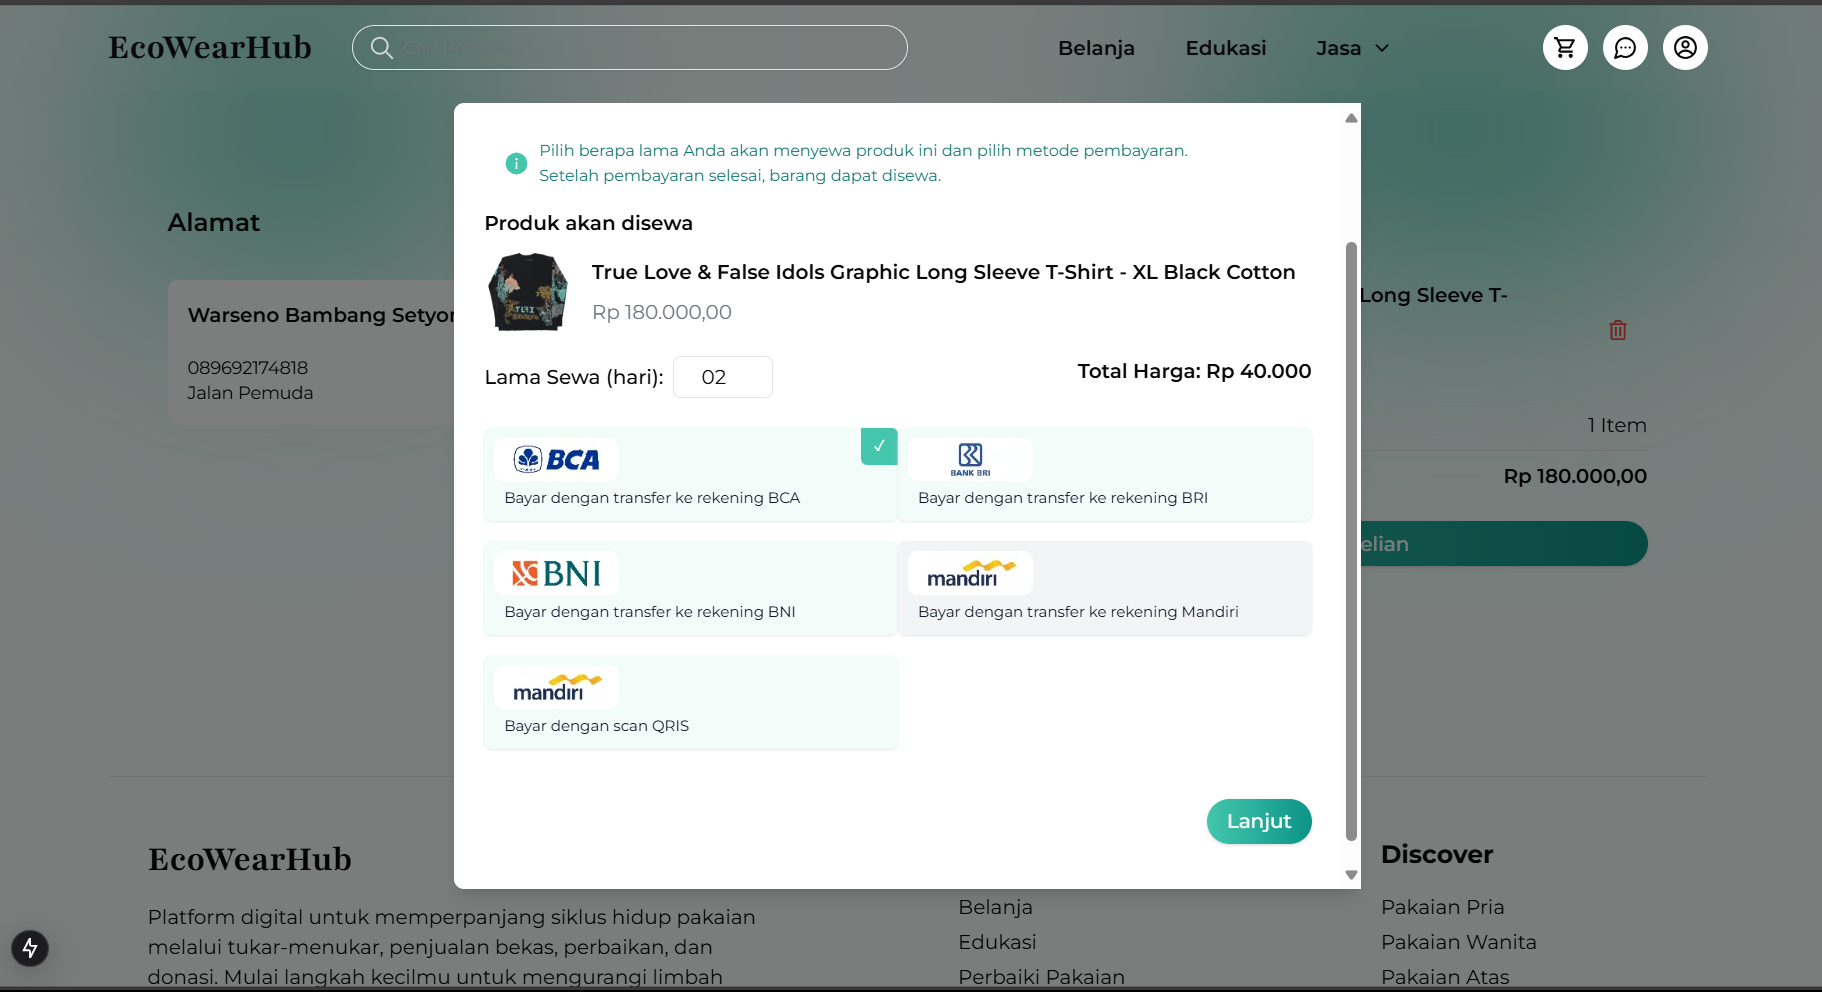 EcoWearHub
Belanja
Edukasi
Jasa
Alamat
Warseno Bambang Setyo
089692174818
Jalan Pemuda
Pilih berapa lama Anda akan menyewa produk ini dan pilih metode pembayaran.
Setelah pembayaran selesai, barang dapat disewa.
Produk akan disewa
True Love & False Idols Graphic Long Sleeve T-Shirt - XL Black Cotton
Rp 180.000,00
Lama Sewa (hari): 02
Total Harga: Rp 40.000
BCA
Bayar dengan transfer ke rekening BCA
BANK BRI
Bayar dengan transfer ke rekening BRI
BNI
Bayar dengan transfer ke rekening BNI
mandiri
Bayar dengan transfer ke rekening Mandiri
mandiri
Bayar dengan scan QRIS
Lanjut
Long Sleeve T-
1 Item
Rp 180.000,00
elian
EcoWearHub
Platform digital untuk memperpanjang siklus hidup pakaian
melalui tukar-menukar, penjualan bekas, perbaikan, dan
donasi. Mulai langkah kecilmu untuk mengurangi limbah
Belanja
Edukasi
Perbaiki Pakaian
Discover
Pakaian Pria
Pakaian Wanita
Pakaian Atas